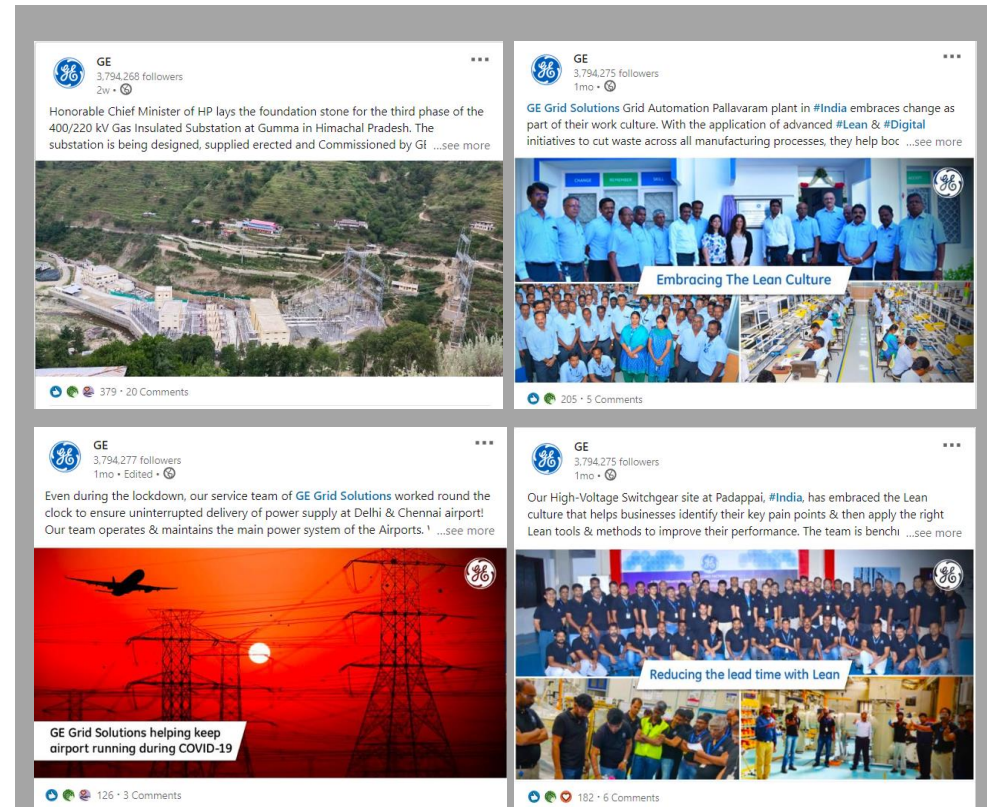 GE
3,794,268 followers
2w •
Honorable Chief Minister of HP lays the foundation stone for the third phase of the
400/220 kV Gas Insulated Substation at Gumma in Himachal Pradesh. The
substation is being designed, supplied erected and Commissioned by GE ...see more
379 · 20 Comments
GE
3,794,275 followers
1mo •
GE Grid Solutions Grid Automation Pallavaram plant in #India embraces change as
part of their work culture. With the application of advanced #Lean & #Digital
initiatives to cut waste across all manufacturing processes, they help boo ...see more
Embracing The Lean Culture
205 · 5 Comments
GE
3,794,277 followers
1mo • Edited •
Even during the lockdown, our service team of GE Grid Solutions worked round the
clock to ensure uninterrupted delivery of power supply at Delhi & Chennai airport!
Our team operates & maintains the main power system of the Airports. ...see more
GE Grid Solutions helping keep
airport running during COVID-19
126 · 3 Comments
GE
3,794,275 followers
1mo •
Our High-Voltage Switchgear site at Padappai, #India, has embraced the Lean
culture that helps businesses identify their key pain points & then apply the right
Lean tools & methods to improve their performance. The team is benchm ...see more
Reducing the lead time with Lean
182 · 6 Comments